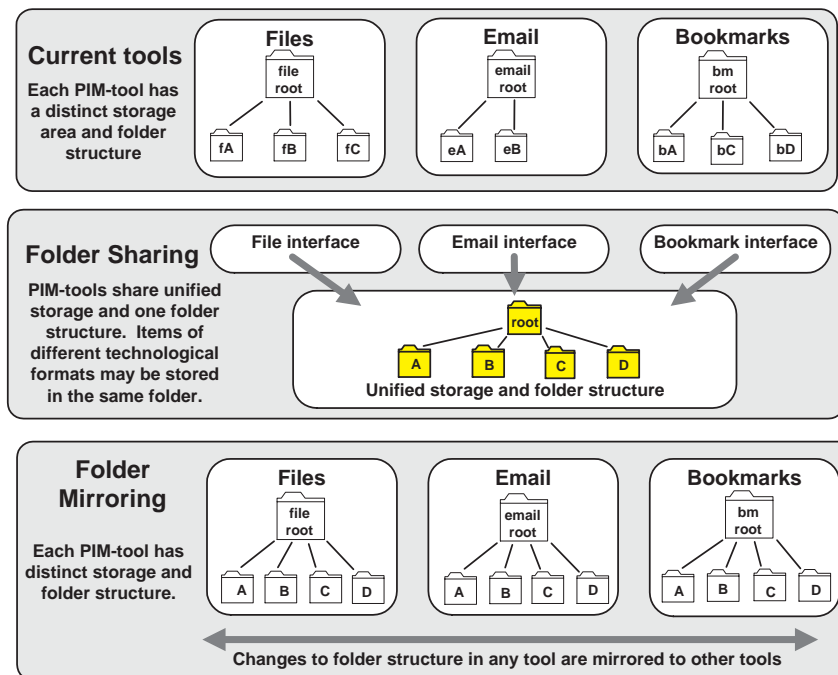 Current tools
Each PIM-tool has
a distinct storage
area and folder
structure
Files
file
root
fA
fB
fC
Email
email
root
eA
eB
Bookmarks
bm
root
bA
bC
bD
Folder Sharing
PIM-tools share unified
storage and one folder
structure. Items of
different technological
formats may be stored
in the same folder.
File interface
Email interface
Bookmark interface
root
A
B
C
D
Unified storage and folder structure
Folder
Mirroring
Each PIM-tool has
distinct storage and
folder structure.
Files
file
root
A
B
C
D
Email
email
root
A
B
C
D
Bookmarks
bm
root
A
B
C
D
Changes to folder structure in any tool are mirrored to other tools